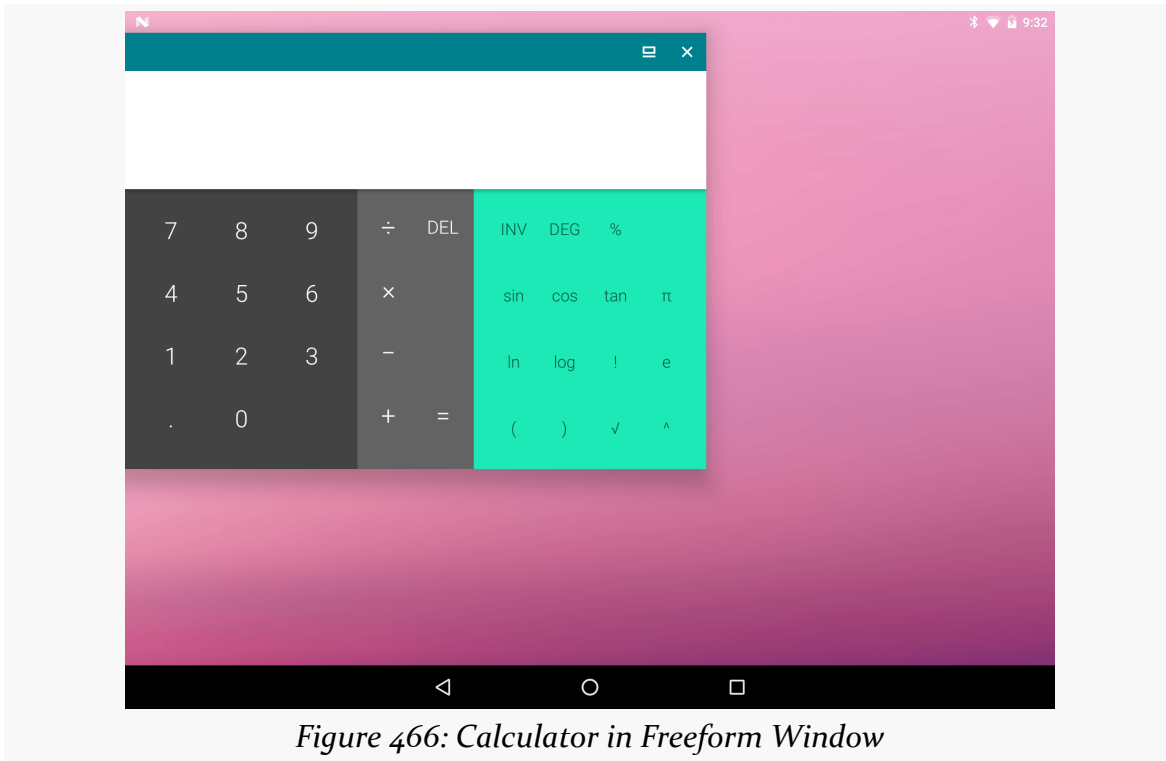 9:32
7 8 9 ÷ DEL INV DEG %
4 5 6 × sin cos tan π
1 2 3 − ln log ! e
. 0 + = ( ) √ ^
Figure 466: Calculator in Freeform Window